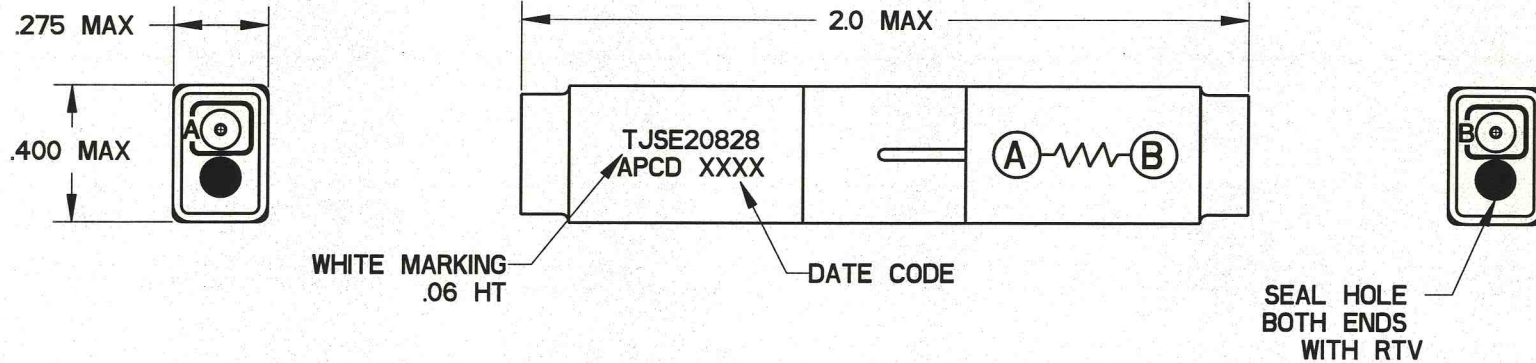 .275 MAX
2.0 MAX
.400 MAX
A
TJSE20828
APCD XXXX
A
B
B
WHITE MARKING
.06 HT
DATE CODE
SEAL HOLE
BOTH ENDS
WITH RTV